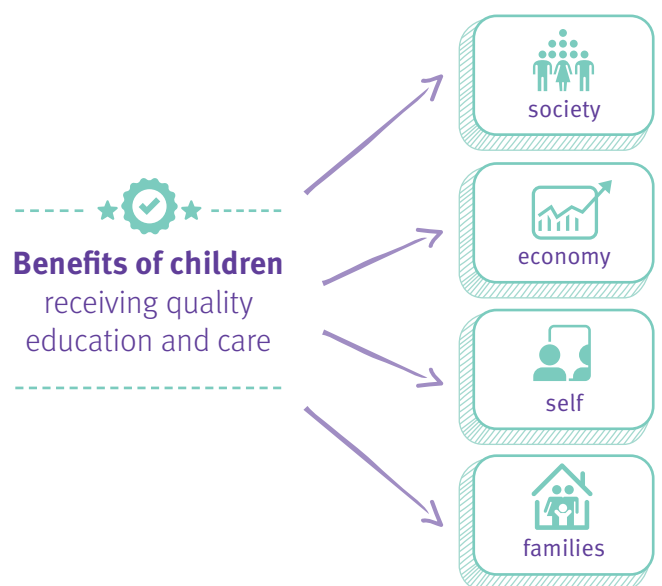 Benefits of children
receiving quality
education and care
society
economy
self
families